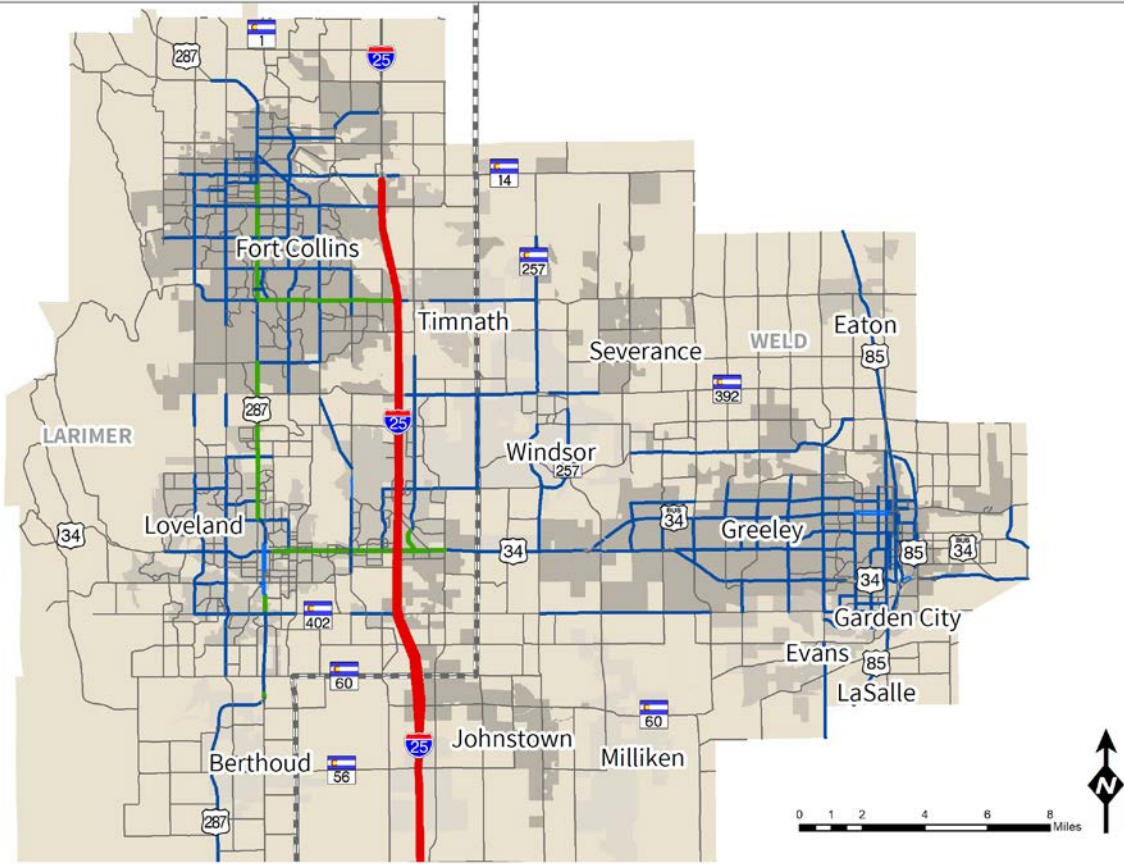 1
287
25
14
Fort Collins
257
Timnath
Eaton
WELD
Severance
85
392
287
25
LARIMER
Windsor
257
BUS
34
Loveland
Greeley
34
34
85
BUS
34
34
402
Garden City
Evans
85
60
LaSalle
60
25
Johnstown
Milliken
Berthoud
56
N
287
0 1 2 4 6 8
Miles